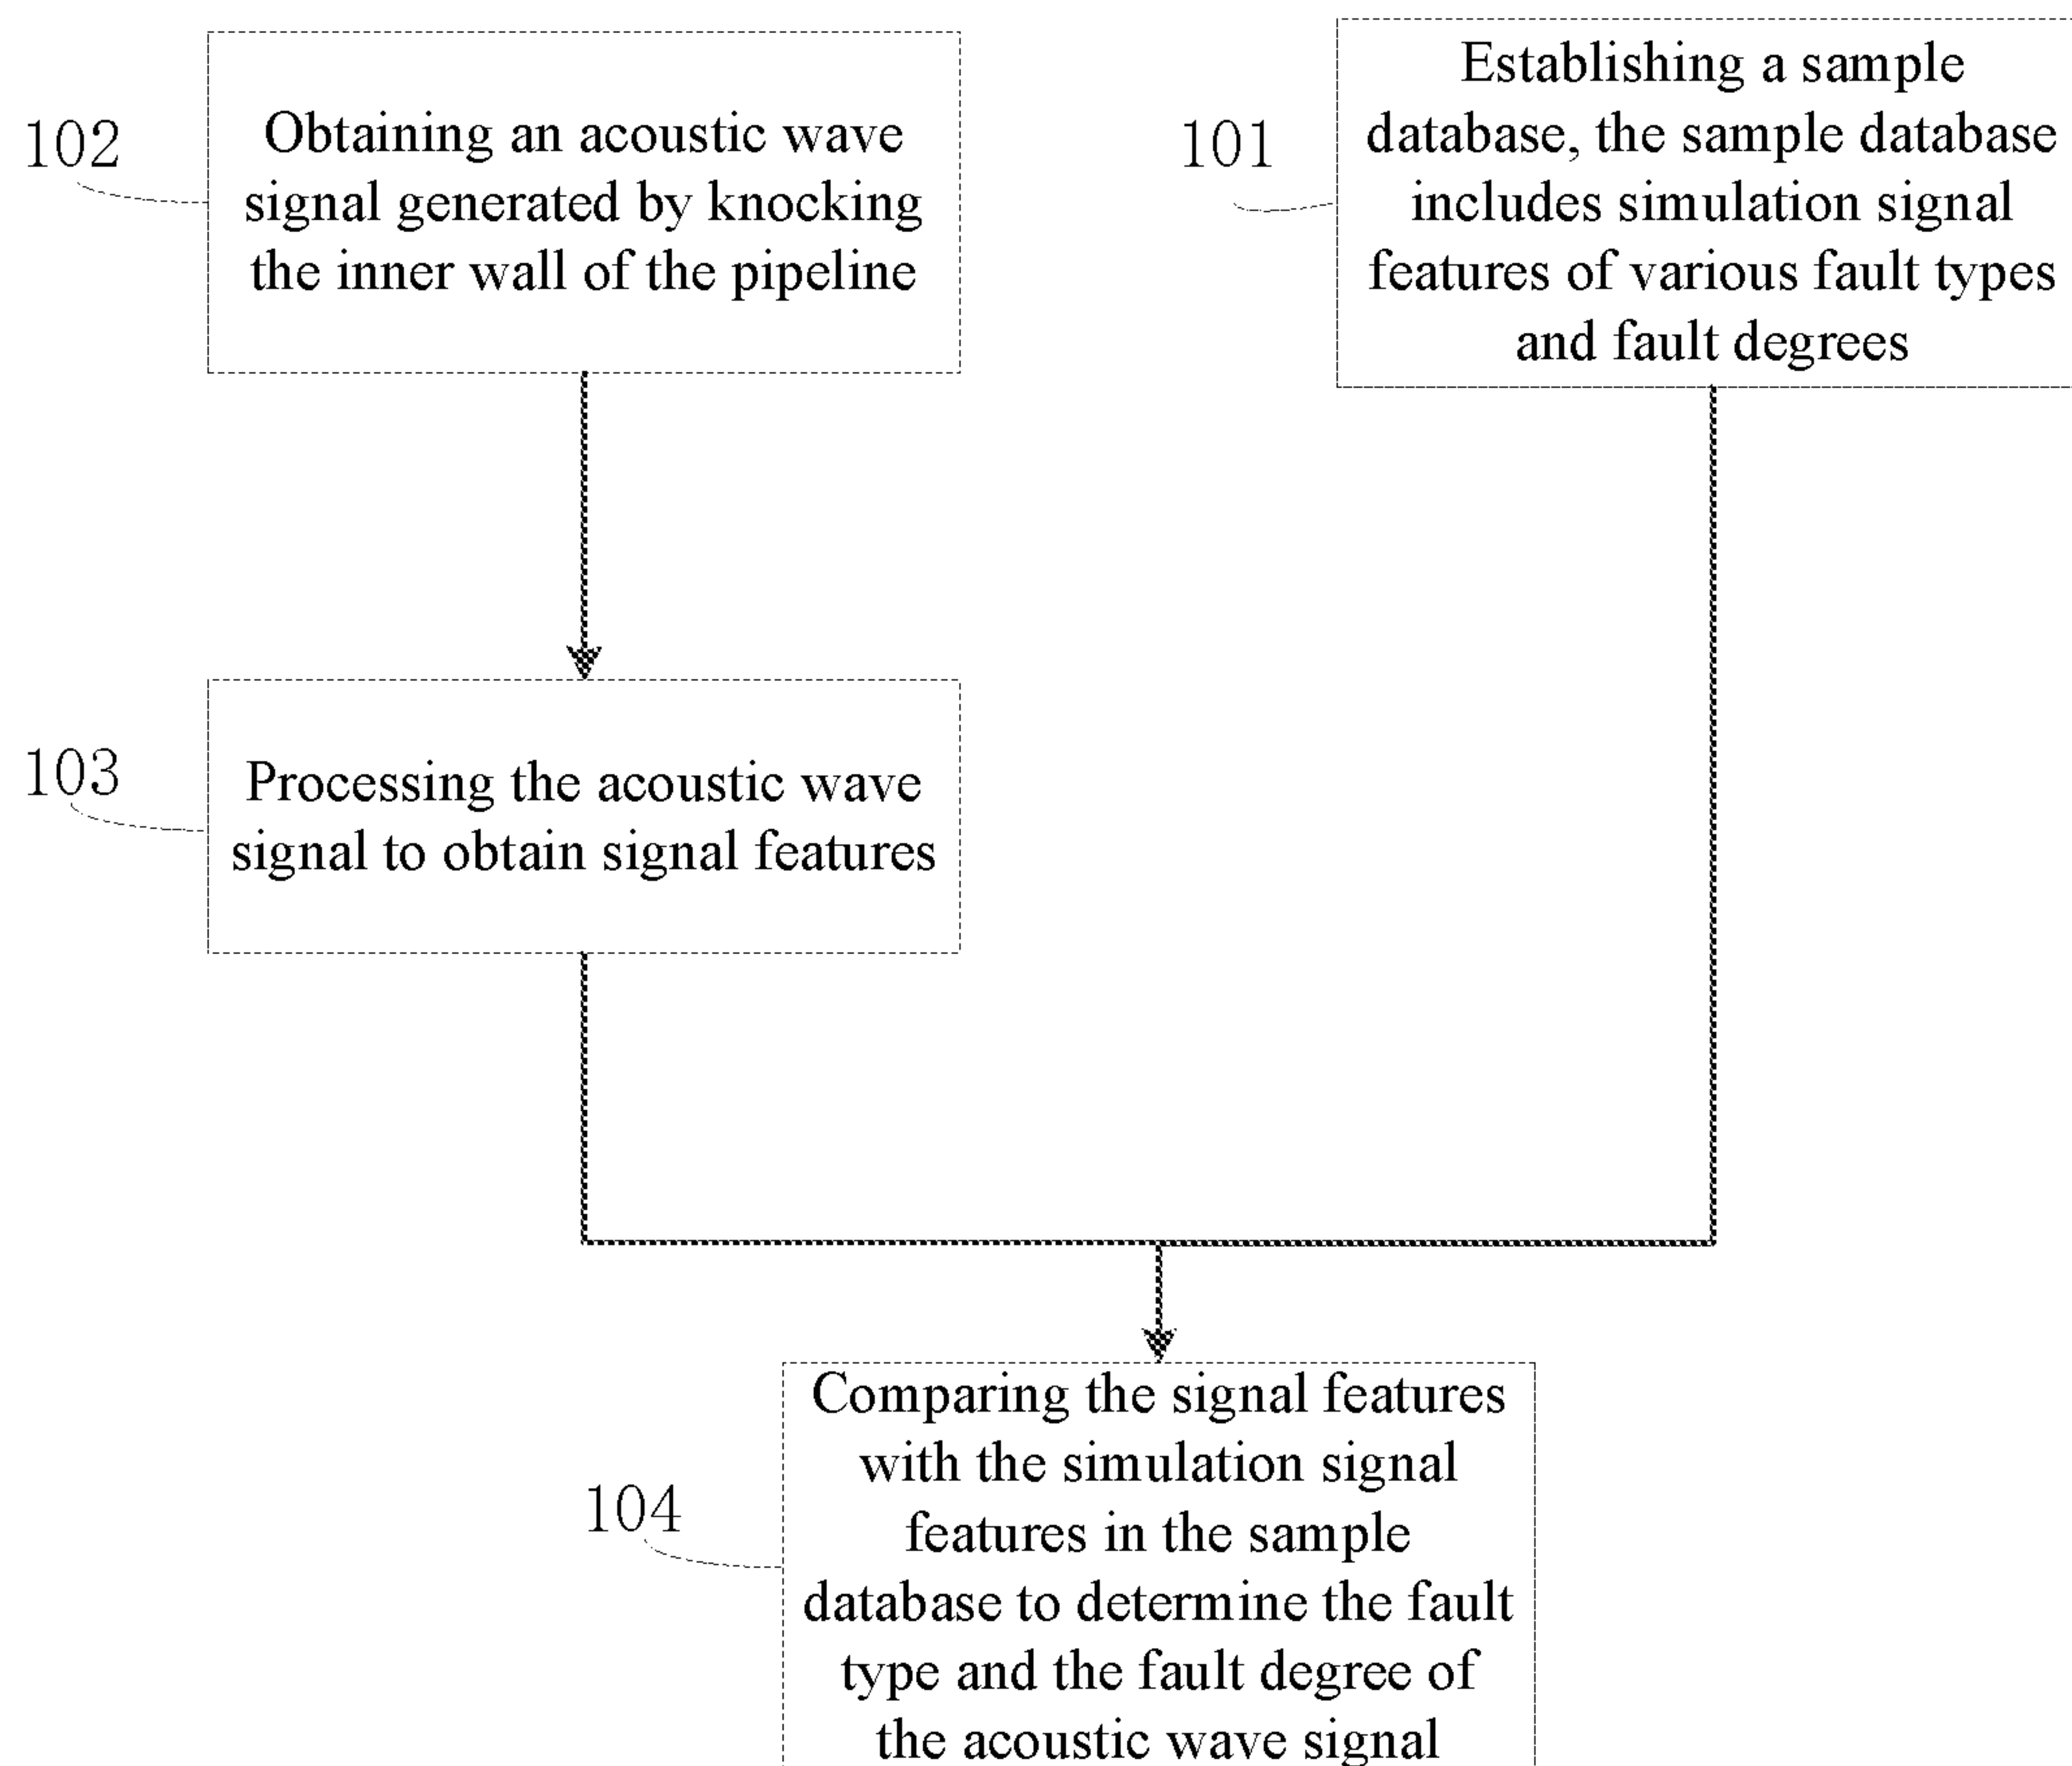 102
Obtaining an acoustic wave
signal generated by knocking
the inner wall of the pipeline
101
Establishing a sample
database, the sample database
includes simulation signal
features of various fault types
and fault degrees
103
Processing the acoustic wave
signal to obtain signal features
104
Comparing the signal features
with the simulation signal
features in the sample
database to determine the fault
type and the fault degree of
the acoustic wave signal